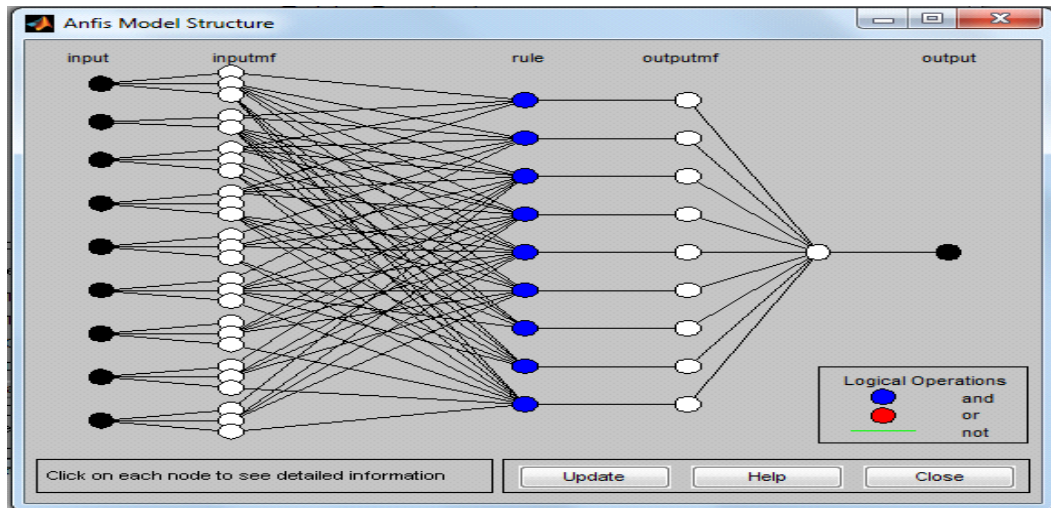 Anfis Model Structure
input inputmf rule outputmf output
Logical Operations
and
or
not
Click on each node to see detailed information
Update Help Close